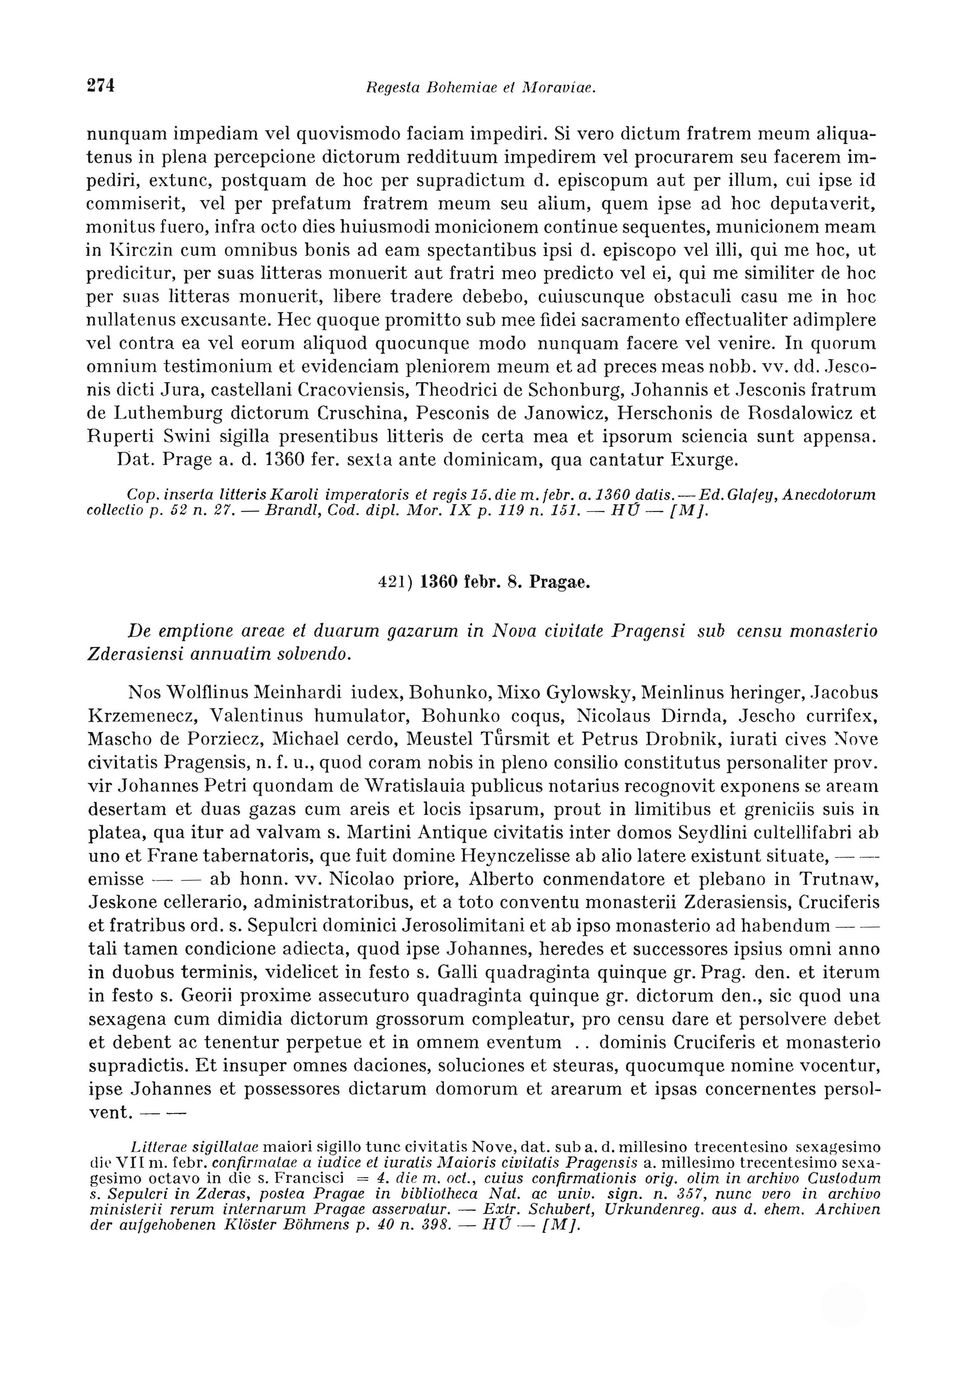 274
Regesta Bohemiae et Moraviae.
nunquam impediam vel quovismodo faciam impediri. Si vero dictum fratrem meum aliqua-
tenus in plena percepcione dictorum reddituum impedirem vel procurarem seu facerem im-
pediri, extunc, postquam de hoc per supradictum d. episcopum aut per illum, cui ipse id
commiserit, vel per prefatum fratrem meum seu alium, quem ipse ad hoc deputaverit,
monitus fuero, infra octo dies huiusmodi monicionem continue sequentes, municionem meam
in Kirczin cum omnibus bonis ad eam spectantibus ipsi d. episcopo vel illi, qui me hoc, ut
predicitur, per suas litteras monuerit aut fratri meo predicto vel ei, qui me similiter de hoc
per suas litteras monuerit, libere tradere debebo, cuiuscunque obstaculi casu me in hoc
nullatenus excusante. Hec quoque promitto sub mee fidei sacramento effectualiter adimplere
vel contra ea vel eorum aliquod quocunque modo nunquam facere vel venire. In quorum
omnium testimonium et evidenciam pleniorem meum et ad preces meas nobb. vv. dd. Jesco-
nis dicti Jura, castellani Cracoviensis, Theodrici de Schonburg, Johannis et Jesconis fratrum
de Luthemburg dictorum Cruschina, Pesconis de Janowicz, Herschonis de Rosdalowicz et
Ruperti Swini sigilla presentibus litteris de certa mea et ipsorum sciencia sunt appensa.
Dat. Prage a. d. 1360 fer. sexta ante dominicam, qua cantatur Exurge.
Cop. inserta litteris Karoli imperatoris et regis 15. die m. febr. a. 1360 datis. — Ed. Glafey, Anecdotorum
collectio p. 52 n. 27. — Brandl, Cod. dipl. Mor. IX p. 119 n. 151. — HÚ — [M].
421) 1360 febr. 8. Pragae.
De emptione areae et duarum gazarum in Nova civitate Pragensi sub censu monasterio
Zderasiensi annuatim solvendo.
Nos Wolflinus Meinhardi iudex, Bohunko, Mixo Gylowsky, Meinlinus heringer, Jacobus
Krzemenecz, Valentinus humulator, Bohunko coqus, Nicolaus Dirnda, Jescho currifex,
Mascho de Porziecz, Michael cerdo, Meustel Tůrsmit et Petrus Drobnik, iurati cives Nove
civitatis Pragensis, n. f. u., quod coram nobis in pleno consilio constitutus personaliter prov.
vir Johannes Petri quondam de Wratislauia publicus notarius recognovit exponens se aream
desertam et duas gazas cum areis et locis ipsarum, prout in limitibus et greniciis suis in
platea, qua itur ad valvam s. Martini Antique civitatis inter domos Seydlini cultellifabri ab
uno et Frane tabernatoris, que fuit domine Heynczelisse ab alio latere existunt situate, — —
emisse — — ab honn. vv. Nicolao priore, Alberto conmendatore et plebano in Trutnaw,
Jeskone cellerario, administratoribus, et a toto conventu monasterii Zderasiensis, Cruciferis
et fratribus ord. s. Sepulcri dominici Jerosolimitani et ab ipso monasterio ad habendum — —
tali tamen condicione adiecta, quod ipse Johannes, heredes et successores ipsius omni anno
in duobus terminis, videlicet in festo s. Galli quadraginta quinque gr. Prag. den. et iterum
in festo s. Georii proxime assecuturo quadraginta quinque gr. dictorum den., sic quod una
sexagena cum dimidia dictorum grossorum compleatur, pro censu dare et persolvere debet
et debent ac tenentur perpetue et in omnem eventum . . dominis Cruciferis et monasterio
supradictis. Et insuper omnes daciones, soluciones et steuras, quocumque nomine vocentur,
ipse Johannes et possessores dictarum domorum et arearum et ipsas concernentes persol-
vent. — —
Litterae sigillatae maiori sigillo tunc civitatis Nove, dat. sub a. d. millesino trecentesino sexagesimo
die VII m. febr. confirmatae a iudice et iuratis Maioris civitatis Pragensis a. millesimo trecentesimo sexa-
gesimo octavo in die s. Francisci = 4. die m. oct., cuius confirmationis orig. olim in archivo Custodum
s. Sepulcri in Zderas, postea Pragae in bibliotheca Nat. ac univ. sign. n. 357, nunc vero in archivo
ministerii rerum internarum Pragae asservatur. — Extr. Schubert, Urkundenreg. aus d. ehem. Archiven
der aufgehobenen Klöster Böhmens p. 40 n. 398. — HÚ — [M].